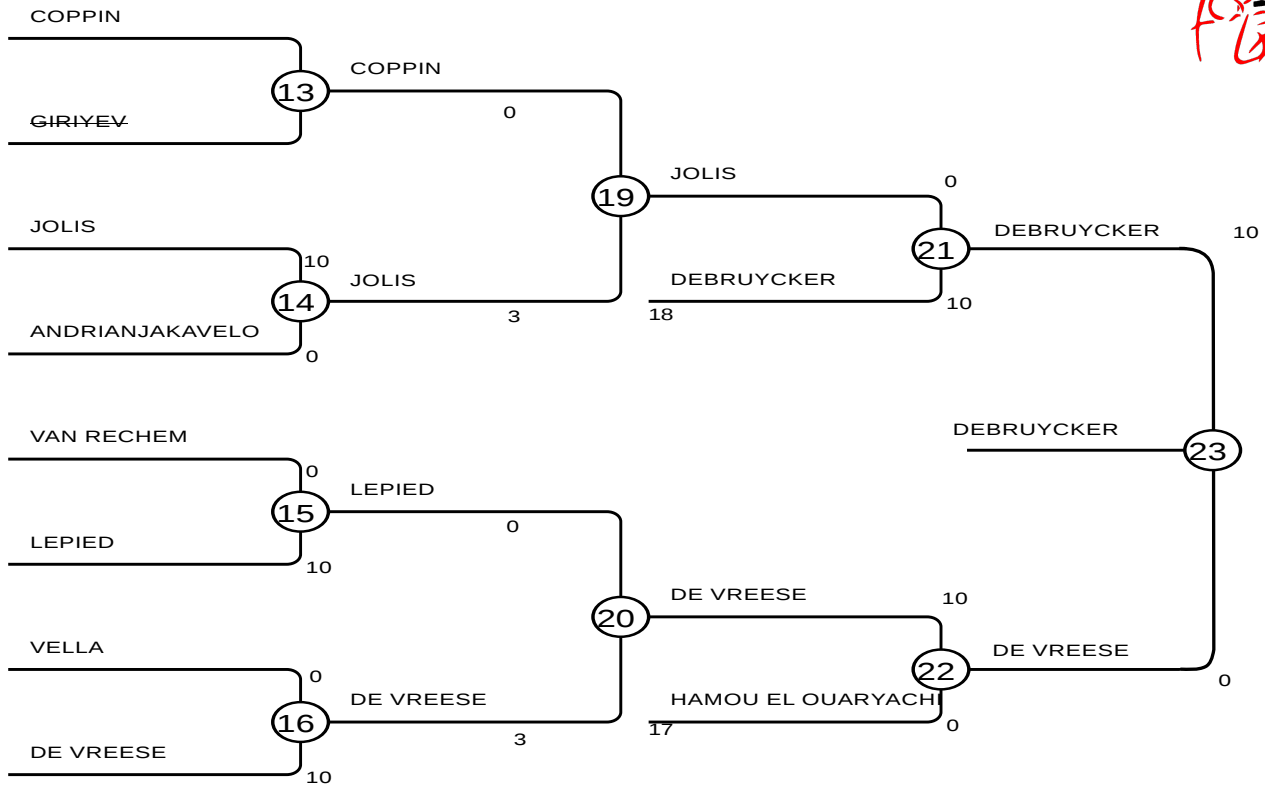 COPPIN
COPPIN
13
0
GIRIYEV
JOLIS
0
19
JOLIS
DEBRUYCKER
10
21
10
JOLIS
DEBRUYCKER
14
3
18
10
ANDRIANJAKAVELO
0
VAN RECHEM
DEBRUYCKER
23
0
LEPIED
15
0
LEPIED
10
DE VREESE
10
20
VELLA
DE VREESE
0
22
0
DE VREESE
HAMOU EL OUARYACHI
16
3
17
0
DE VREESE
10